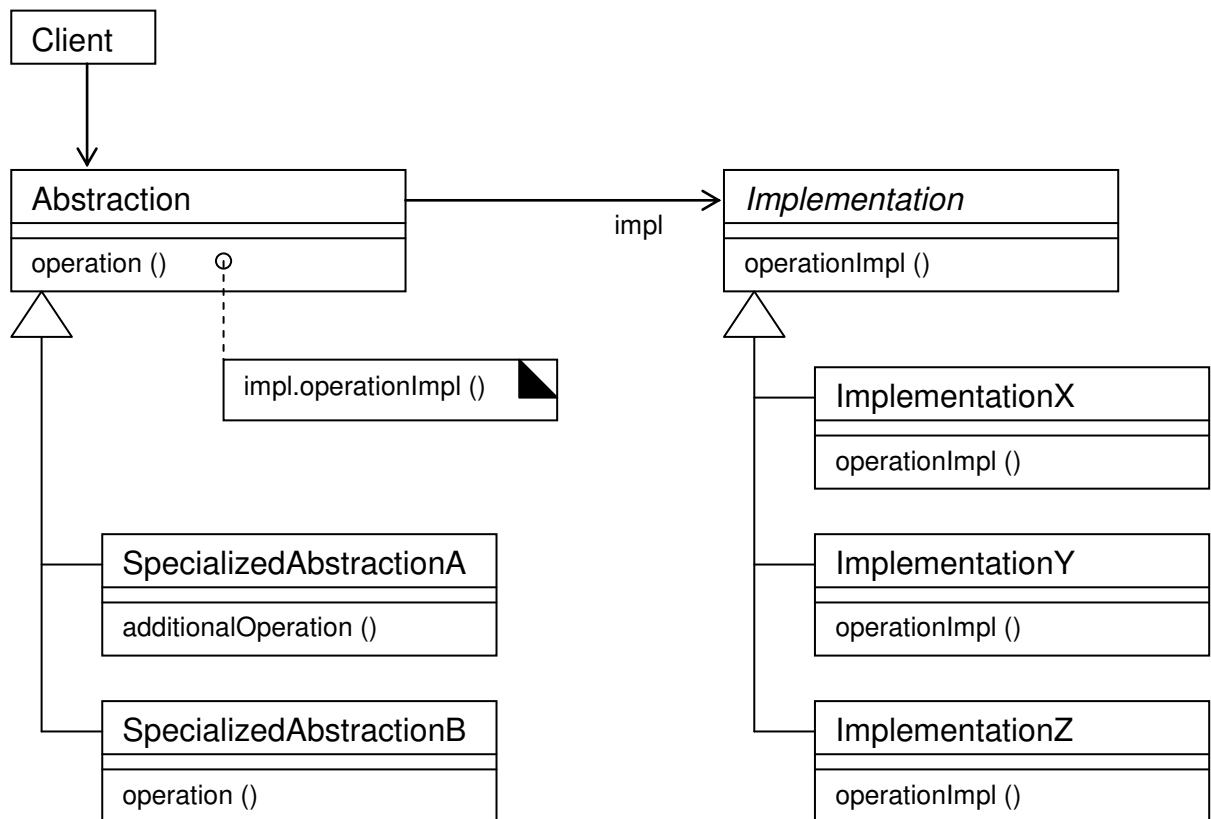 Client
Abstraction
operation ()
impl
Implementation
operationImpl ()
impl.operationImpl ()
SpecializedAbstractionA
additionalOperation ()
SpecializedAbstractionB
operation ()
ImplementationX
operationImpl ()
ImplementationY
operationImpl ()
ImplementationZ
operationImpl ()